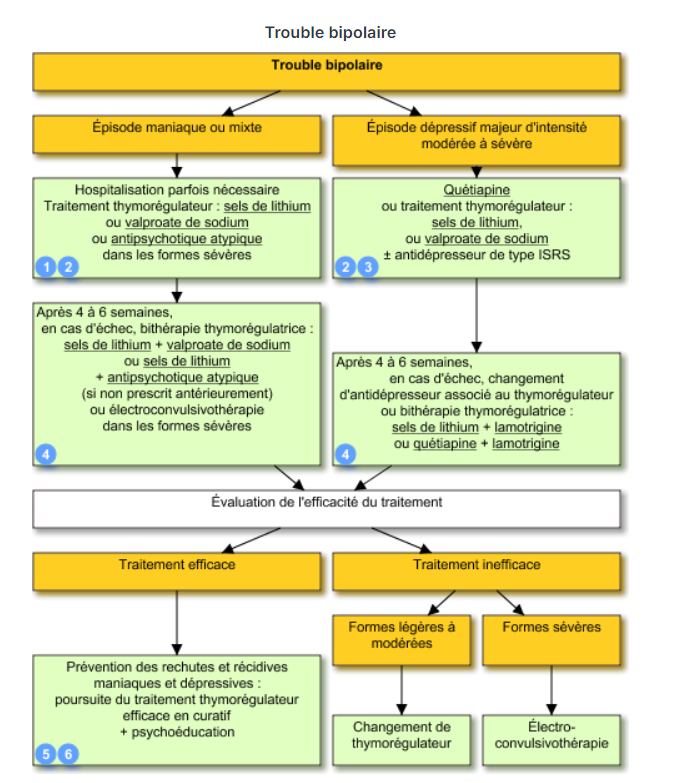 Trouble bipolaire
Trouble bipolaire
Épisode maniaque ou mixte
Épisode dépressif majeur d'intensité
modérée à sévère
Hospitalisation parfois nécessaire
Traitement thymorégulateur : sels de lithium
ou valproate de sodium
ou antipsychotique atypique
dans les formes sévères
1 2
Quétiapine
ou traitement thymorégulateur :
sels de lithium,
ou valproate de sodium
± antidépresseur de type ISRS
2 3
Après 4 à 6 semaines,
en cas d'échec, bithérapie thymorégulatrice :
sels de lithium + valproate de sodium
ou sels de lithium
+ antipsychotique atypique
(si non prescrit antérieurement)
ou électroconvulsivothérapie
dans les formes sévères
4
Après 4 à 6 semaines,
en cas d'échec, changement
d'antidépresseur associé au thymorégulateur
ou bithérapie thymorégulatrice :
sels de lithium + lamotrigine
ou quétiapine + lamotrigine
4
Évaluation de l'efficacité du traitement
Traitement efficace
Traitement inefficace
Formes légères à
modérées
Formes sévères
Prévention des rechutes et récidives
maniaques et dépressives :
poursuite du traitement thymorégulateur
efficace en curatif
+ psychoéducation
5 6
Changement de
thymorégulateur
Électro-
convulsivothérapie